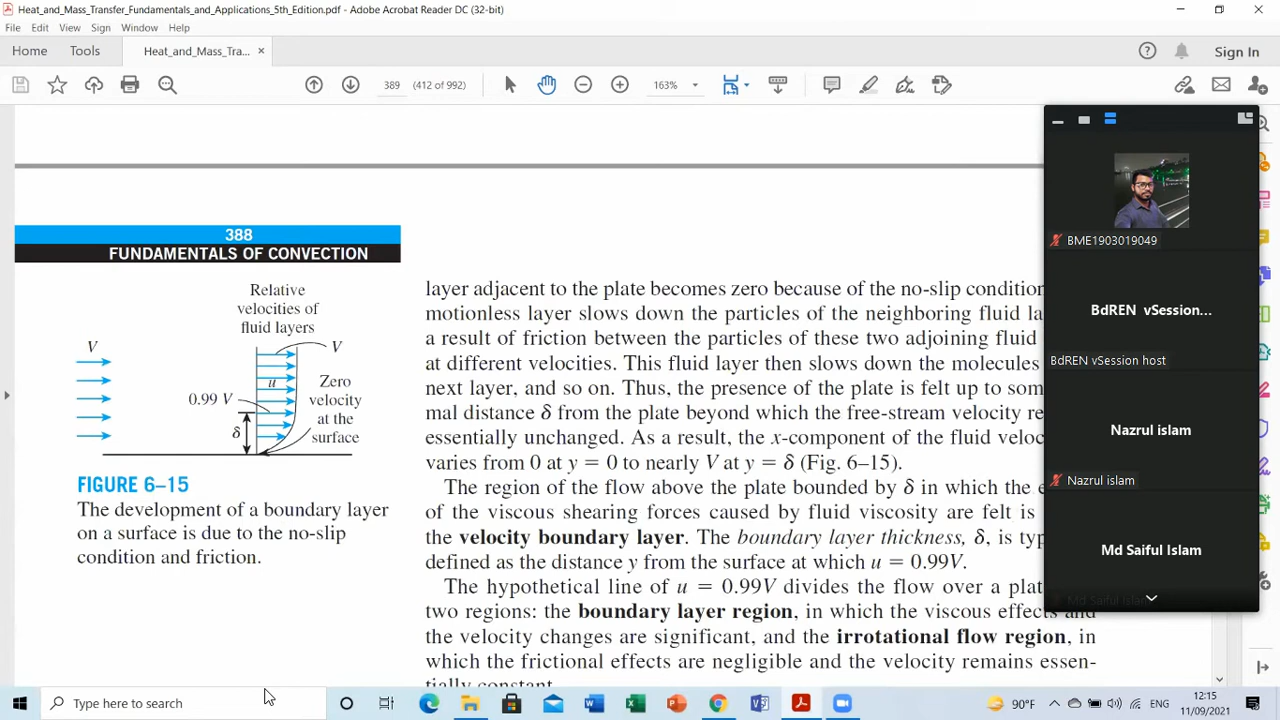 Heat_and_Mass_Transfer_Fundamentals_and_Applications_5th_Edition.pdf - Adobe Acrobat Reader DC (32-bit)
File Edit View Sign Window Help
Home Tools Heat_and_Mass_Tra... × Sign In
389 (412 of 992) 163%
388
FUNDAMENTALS OF CONVECTION
Relative
velocities of
fluid layers
V V
u
Zero
velocity
at the
surface
0.99 V
δ
FIGURE 6–15
The development of a boundary layer
on a surface is due to the no-slip
condition and friction.
layer adjacent to the plate becomes zero because of the no-slip condition
motionless layer slows down the particles of the neighboring fluid la
a result of friction between the particles of these two adjoining fluid
at different velocities. This fluid layer then slows down the molecules
next layer, and so on. Thus, the presence of the plate is felt up to som
mal distance δ from the plate beyond which the free-stream velocity re
essentially unchanged. As a result, the x-component of the fluid veloc
varies from 0 at y = 0 to nearly V at y = δ (Fig. 6–15).
The region of the flow above the plate bounded by δ in which the e
of the viscous shearing forces caused by fluid viscosity are felt is
the velocity boundary layer. The boundary layer thickness, δ, is typ
defined as the distance y from the surface at which u = 0.99V.
The hypothetical line of u = 0.99V divides the flow over a plat
two regions: the boundary layer region, in which the viscous effects and
the velocity changes are significant, and the irrotational flow region, in
which the frictional effects are negligible and the velocity remains essen-
tially constant.
BME1903019049
BdREN vSession...
BdREN vSession host
Nazrul islam
Nazrul islam
Md Saiful Islam
Md Saiful Islam
Type here to search
90°F
ENG
12:15
11/09/2021